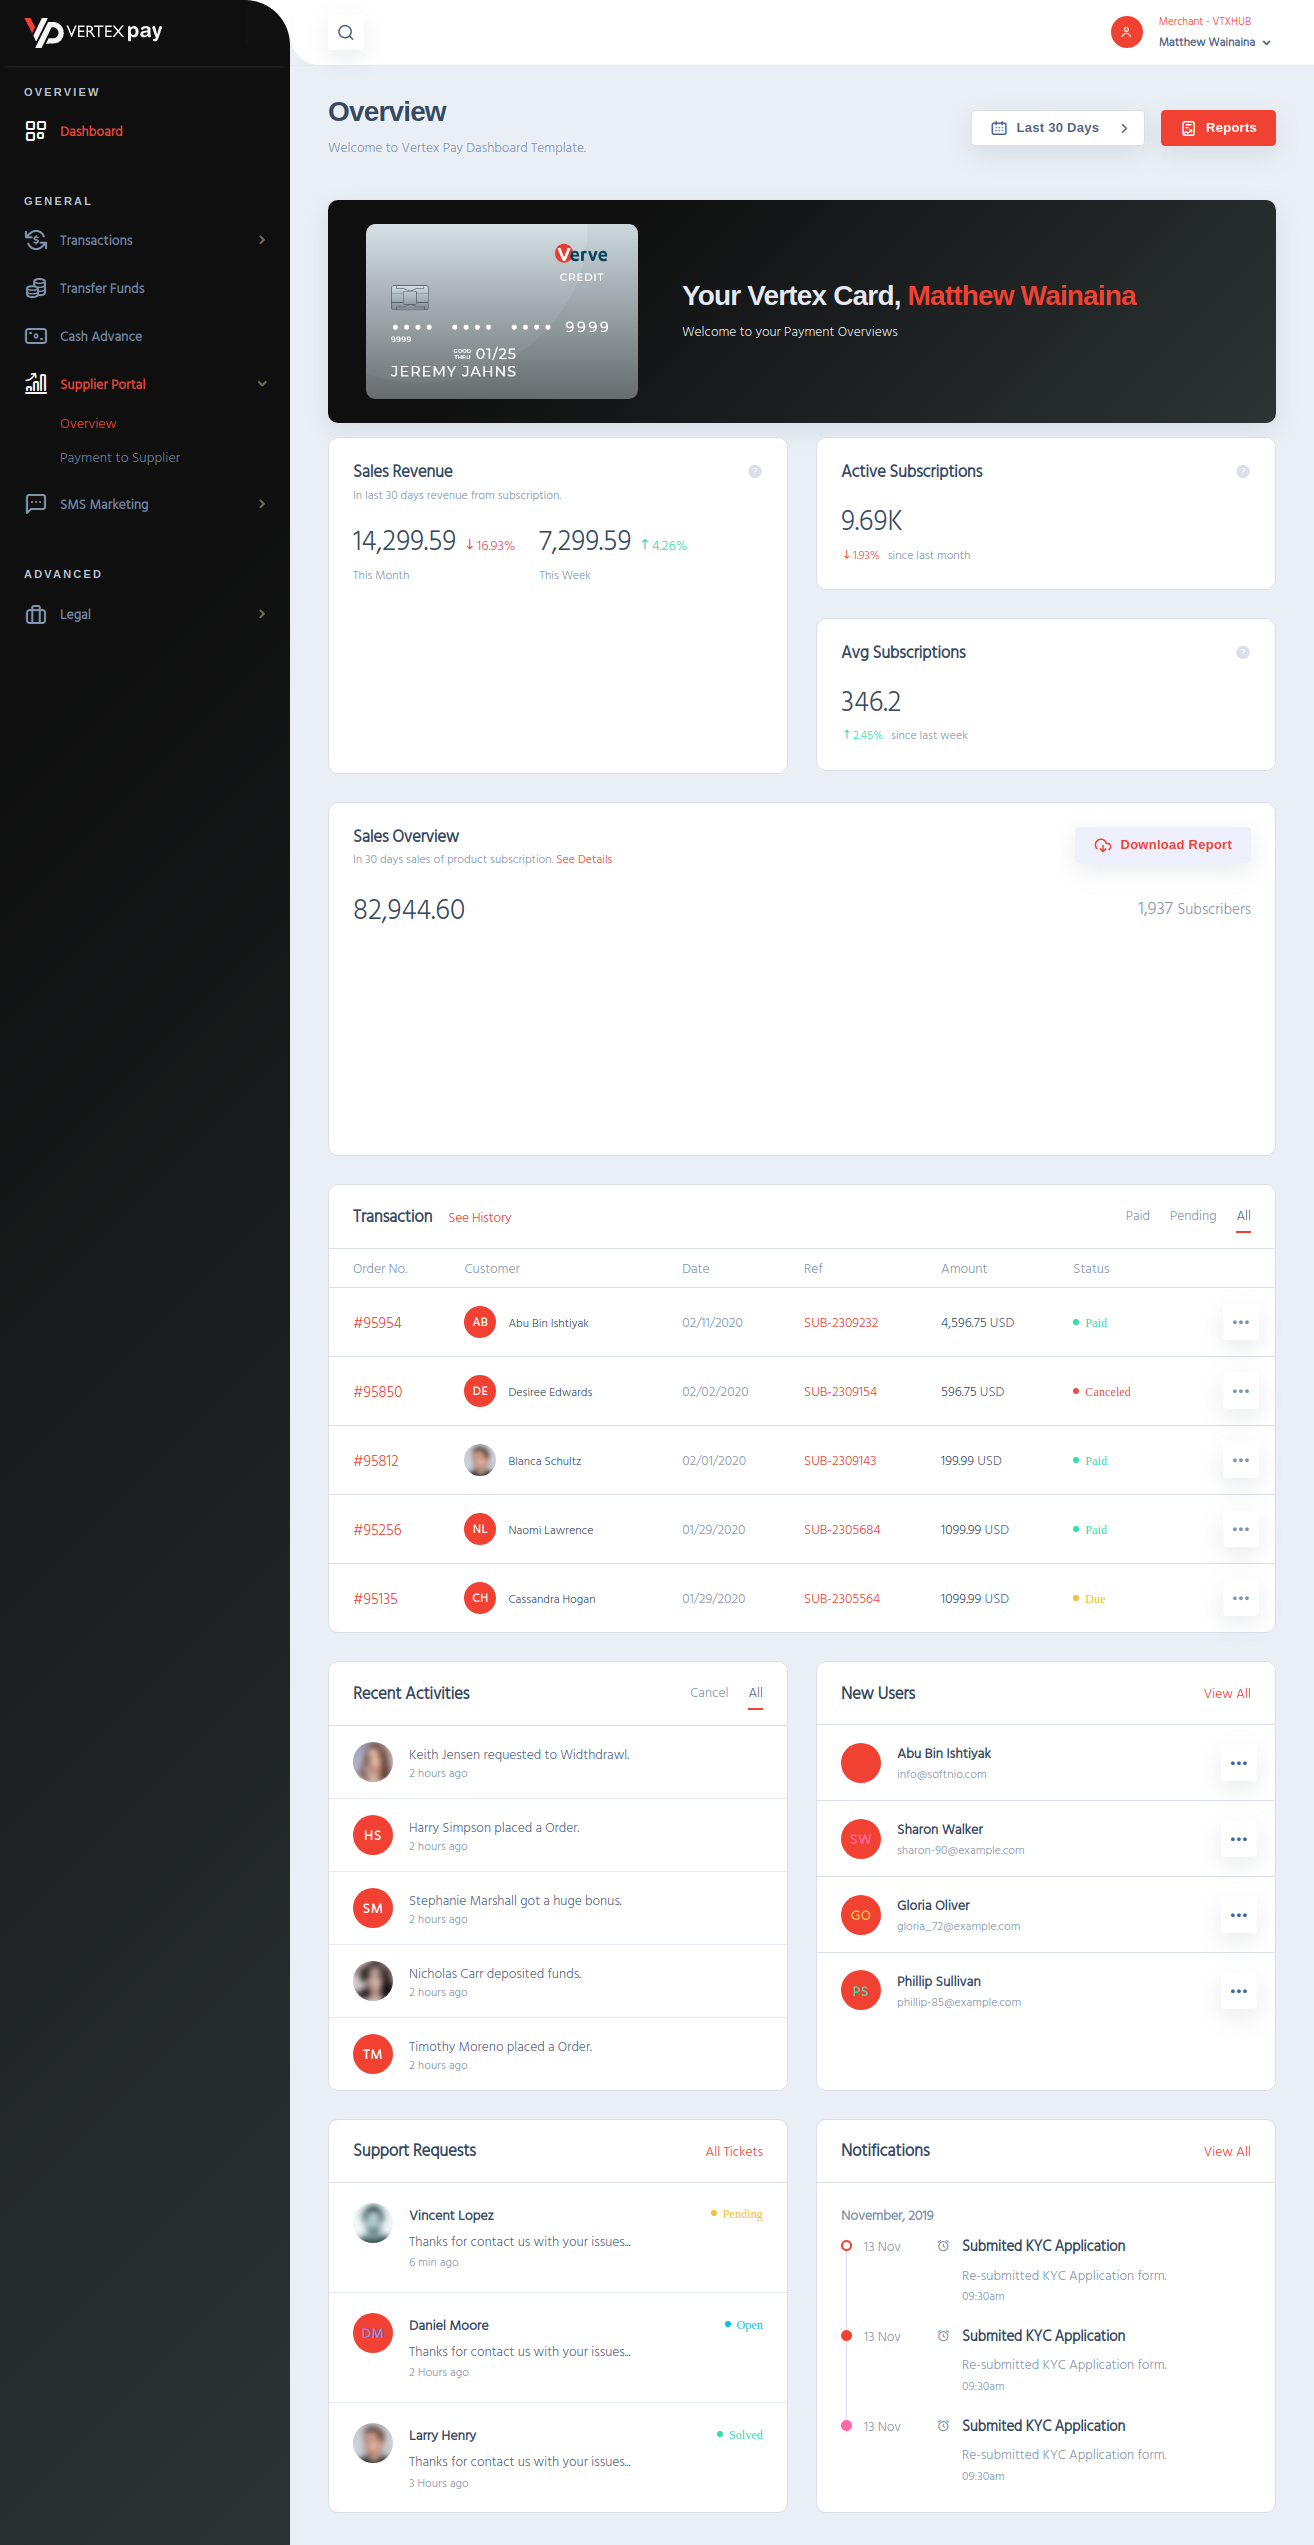 VERTEX pay
OVERVIEW
Dashboard
GENERAL
Transactions
Transfer Funds
Cash Advance
Supplier Portal
Overview
Payment to Supplier
SMS Marketing
ADVANCED
Legal
Merchant - VTXHUB
Matthew Wainaina
Overview
Welcome to Vertex Pay Dashboard Template.
Last 30 Days
Reports
Verve
CREDIT
9999
9999
GOOD THRU 01/25
JEREMY JAHNS
Your Vertex Card, Matthew Wainaina
Welcome to your Payment Overviews
Sales Revenue
In last 30 days revenue from subscription.
14,299.59 16.93% 7,299.59 4.26%
This Month This Week
Active Subscriptions
9.69K
1.93% since last month
Avg Subscriptions
346.2
2.45% since last week
Sales Overview
In 30 days sales of product subscription. See Details
Download Report
82,944.60
1,937 Subscribers
Transaction See History
Paid Pending All
Order No. Customer Date Ref Amount Status
#95954 AB Abu Bin Ishtiyak 02/11/2020 SUB-2309232 4,596.75 USD Paid
#95850 DE Desiree Edwards 02/02/2020 SUB-2309154 596.75 USD Canceled
#95812 Blanca Schultz 02/01/2020 SUB-2309143 199.99 USD Paid
#95256 NL Naomi Lawrence 01/29/2020 SUB-2305684 1099.99 USD Paid
#95135 CH Cassandra Hogan 01/29/2020 SUB-2305564 1099.99 USD Due
Recent Activities
Cancel All
Keith Jensen requested to Widthdrawl.
2 hours ago
HS
Harry Simpson placed a Order.
2 hours ago
SM
Stephanie Marshall got a huge bonus.
2 hours ago
Nicholas Carr deposited funds.
2 hours ago
TM
Timothy Moreno placed a Order.
2 hours ago
New Users
View All
Abu Bin Ishtiyak
info@softnio.com
SW
Sharon Walker
sharon-90@example.com
GO
Gloria Oliver
gloria_72@example.com
PS
Phillip Sullivan
phillip-85@example.com
Support Requests
All Tickets
Vincent Lopez
Pending
Thanks for contact us with your issues...
6 min ago
DM
Daniel Moore
Open
Thanks for contact us with your issues...
2 Hours ago
Larry Henry
Solved
Thanks for contact us with your issues...
3 Hours ago
Notifications
View All
November, 2019
13 Nov Submited KYC Application
Re-submitted KYC Application form.
09:30am
13 Nov Submited KYC Application
Re-submitted KYC Application form.
09:30am
13 Nov Submited KYC Application
Re-submitted KYC Application form.
09:30am